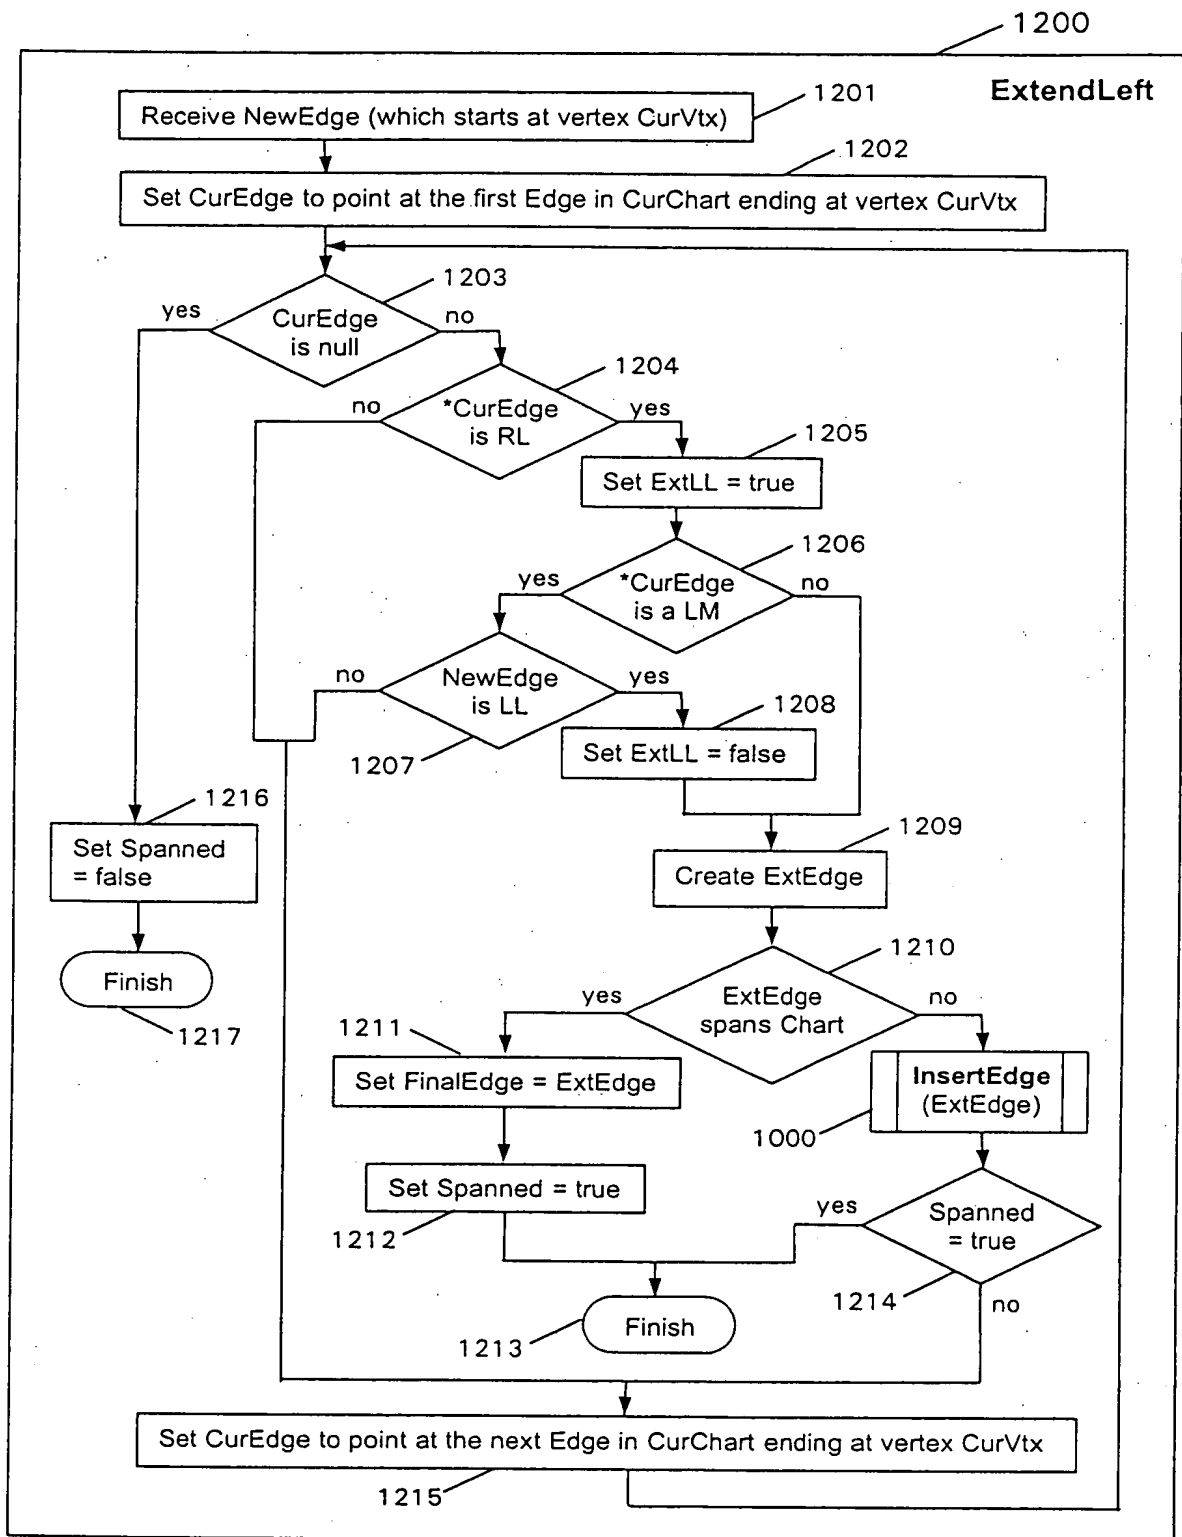 1200
ExtendLeft
1201
Receive NewEdge (which starts at vertex CurVtx)
1202
Set CurEdge to point at the first Edge in CurChart ending at vertex CurVtx
1203
yes
CurEdge
is null
no
1204
no
*CurEdge
is RL
yes
1205
Set ExtLL = true
1206
yes
*CurEdge
is a LM
no
no
NewEdge
is LL
yes
1208
1207
Set ExtLL = false
1216
Set Spanned
= false
1209
Create ExtEdge
Finish
1217
1210
yes
ExtEdge
spans Chart
no
1211
Set FinalEdge = ExtEdge
InsertEdge
(ExtEdge)
1000
Set Spanned = true
1212
yes
Spanned
= true
1214
no
Finish
1213
Set CurEdge to point at the next Edge in CurChart ending at vertex CurVtx
1215